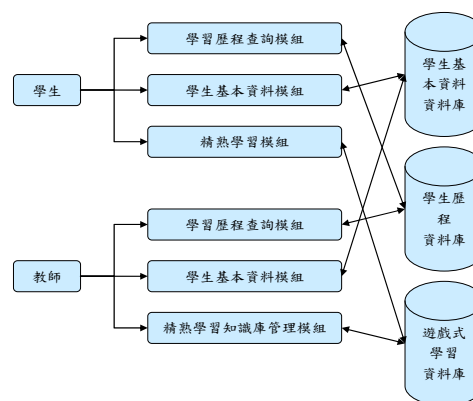 學習歷程查詢模組
學生
學生基本資料模組
精熟學習模組
學生基
本資料
資料庫
學習歷程查詢模組
教師
學生基本資料模組
精熟學習知識庫管理模組
學生歷
程
資料庫
遊戲式
學習
資料庫